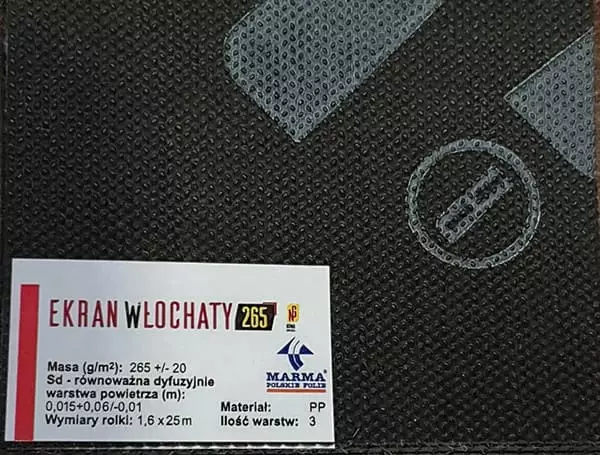 EKRAN WŁOCHATY 265
NG
Masa (g/m²): 265 +/- 20
Sd - równoważna dyfuzyjnie
warstwa powietrza (m):
0,015+0,06/-0,01
Wymiary rolki: 1,6 x 25m
MARMA
POLSKIE FOLIE
Materiał: PP
Ilość warstw: 3